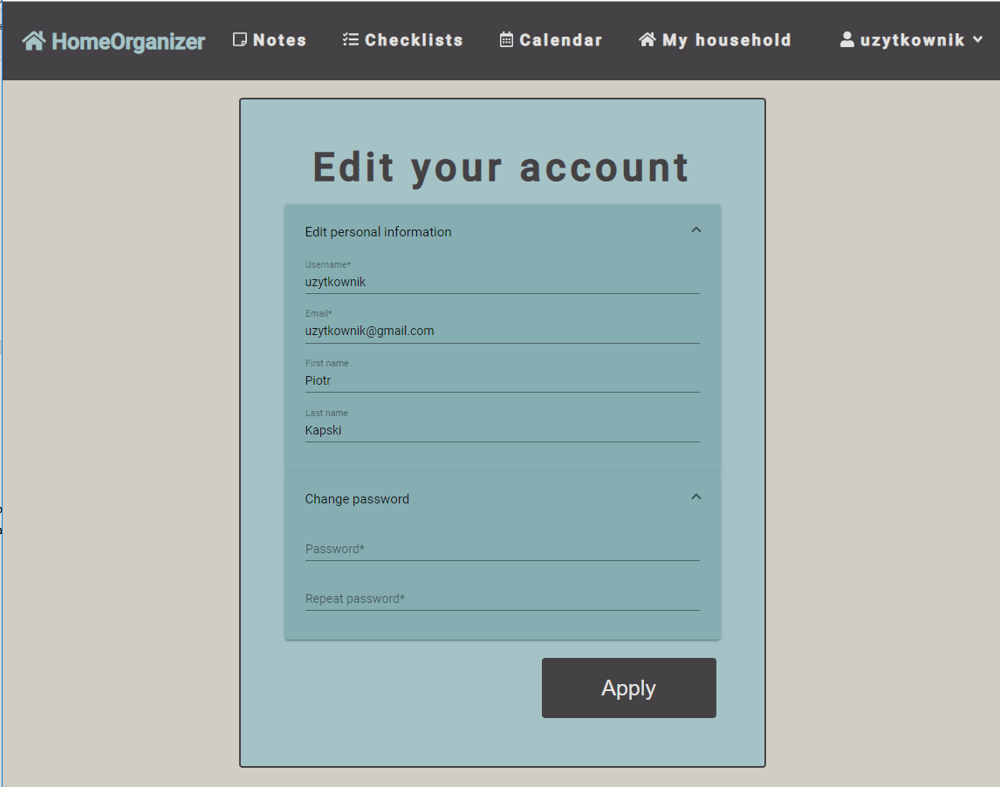 HomeOrganizer Notes Checklists Calendar My household uzytkownik
Edit your account
Edit personal information
Username*
uzytkownik
Email*
uzytkownik@gmail.com
First name
Piotr
Last name
Kapski
Change password
Password*
Repeat password*
Apply